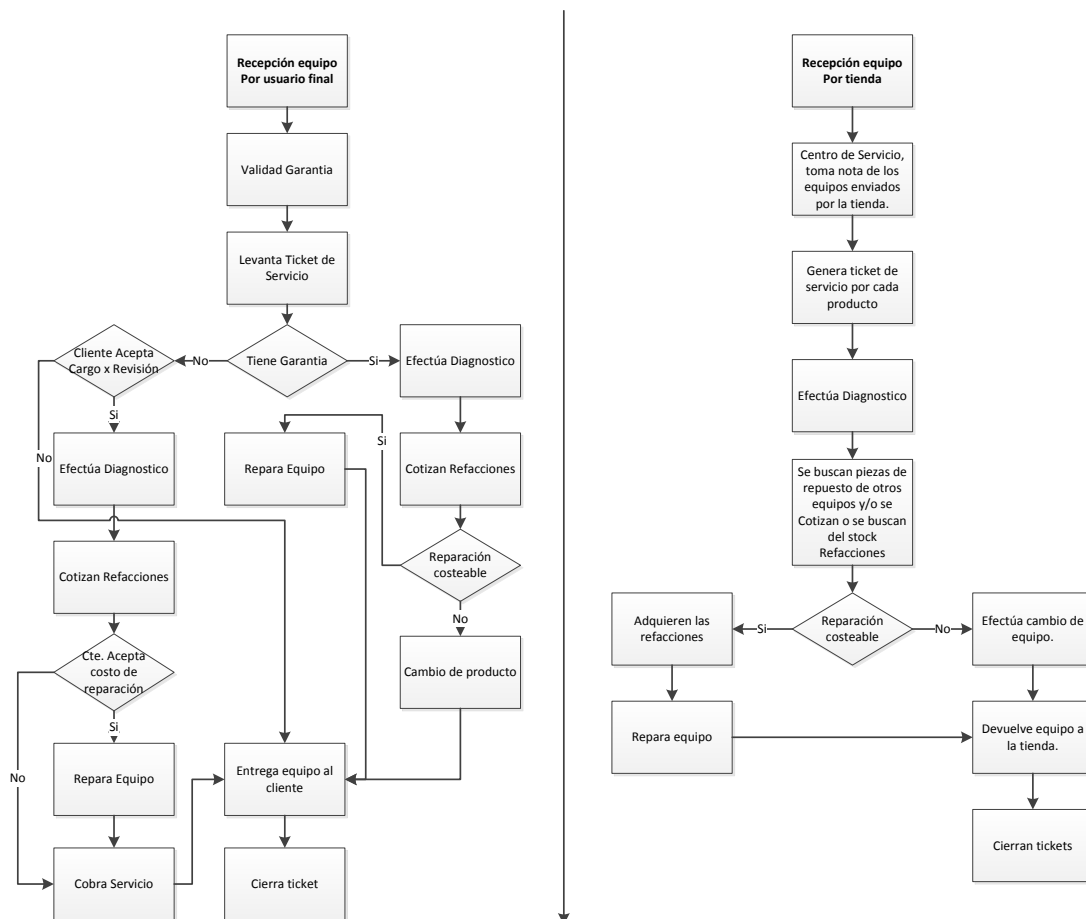 Recepción equipo
Por usuario final
Validad Garantia
Levanta Ticket de
Servicio
Cliente Acepta
Cargo x Revisión
No
Tiene Garantia
Si
Efectúa Diagnostico
Si
No
Efectúa Diagnostico
Repara Equipo
Si
Cotizan Refacciones
Cotizan Refacciones
Reparación
costeable
No
Cte. Acepta
costo de
reparación
Cambio de producto
Si
No
Repara Equipo
Entrega equipo al
cliente
Cobra Servicio
Cierra ticket
Recepción equipo
Por tienda
Centro de Servicio,
toma nota de los
equipos enviados
por la tienda.
Genera ticket de
servicio por cada
producto
Efectúa Diagnostico
Se buscan piezas de
repuesto de otros
equipos y/o se
Cotizan o se buscan
del stock
Refacciones
Adquieren las
refacciones
Si
Reparación
costeable
No
Efectúa cambio de
equipo.
Repara equipo
Devuelve equipo a
la tienda.
Cierran tickets